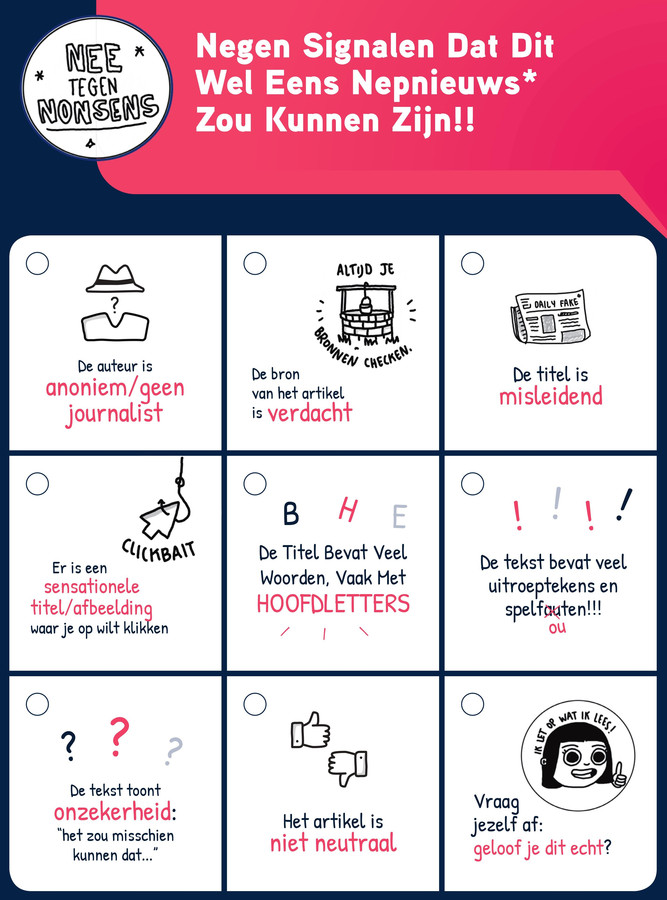 NEE
TEGEN
NONSENS
Negen Signalen Dat Dit
Wel Eens Nepnieuws*
Zou Kunnen Zijn!!
?
De auteur is
anoniem/geen
journalist
ALTIJD JE
BRONNEN CHECKEN.
De bron
van het artikel
is verdacht
DAILY FAKE*
De titel is
misleidend
CLICKBAIT
Er is een
sensationele
titel/afbeelding
waar je op wilt klikken
B H E
De Titel Bevat Veel
Woorden, Vaak Met
HOOFDLETTERS
! ! ! !
De tekst bevat veel
uitroeptekens en
spelfauten!!!
ou
? ? ?
De tekst toont
onzekerheid:
“het zou misschien
kunnen dat...”
Het artikel is
niet neutraal
IK LET OP WAT IK LEES!
Vraag
jezelf af:
geloof je dit echt?